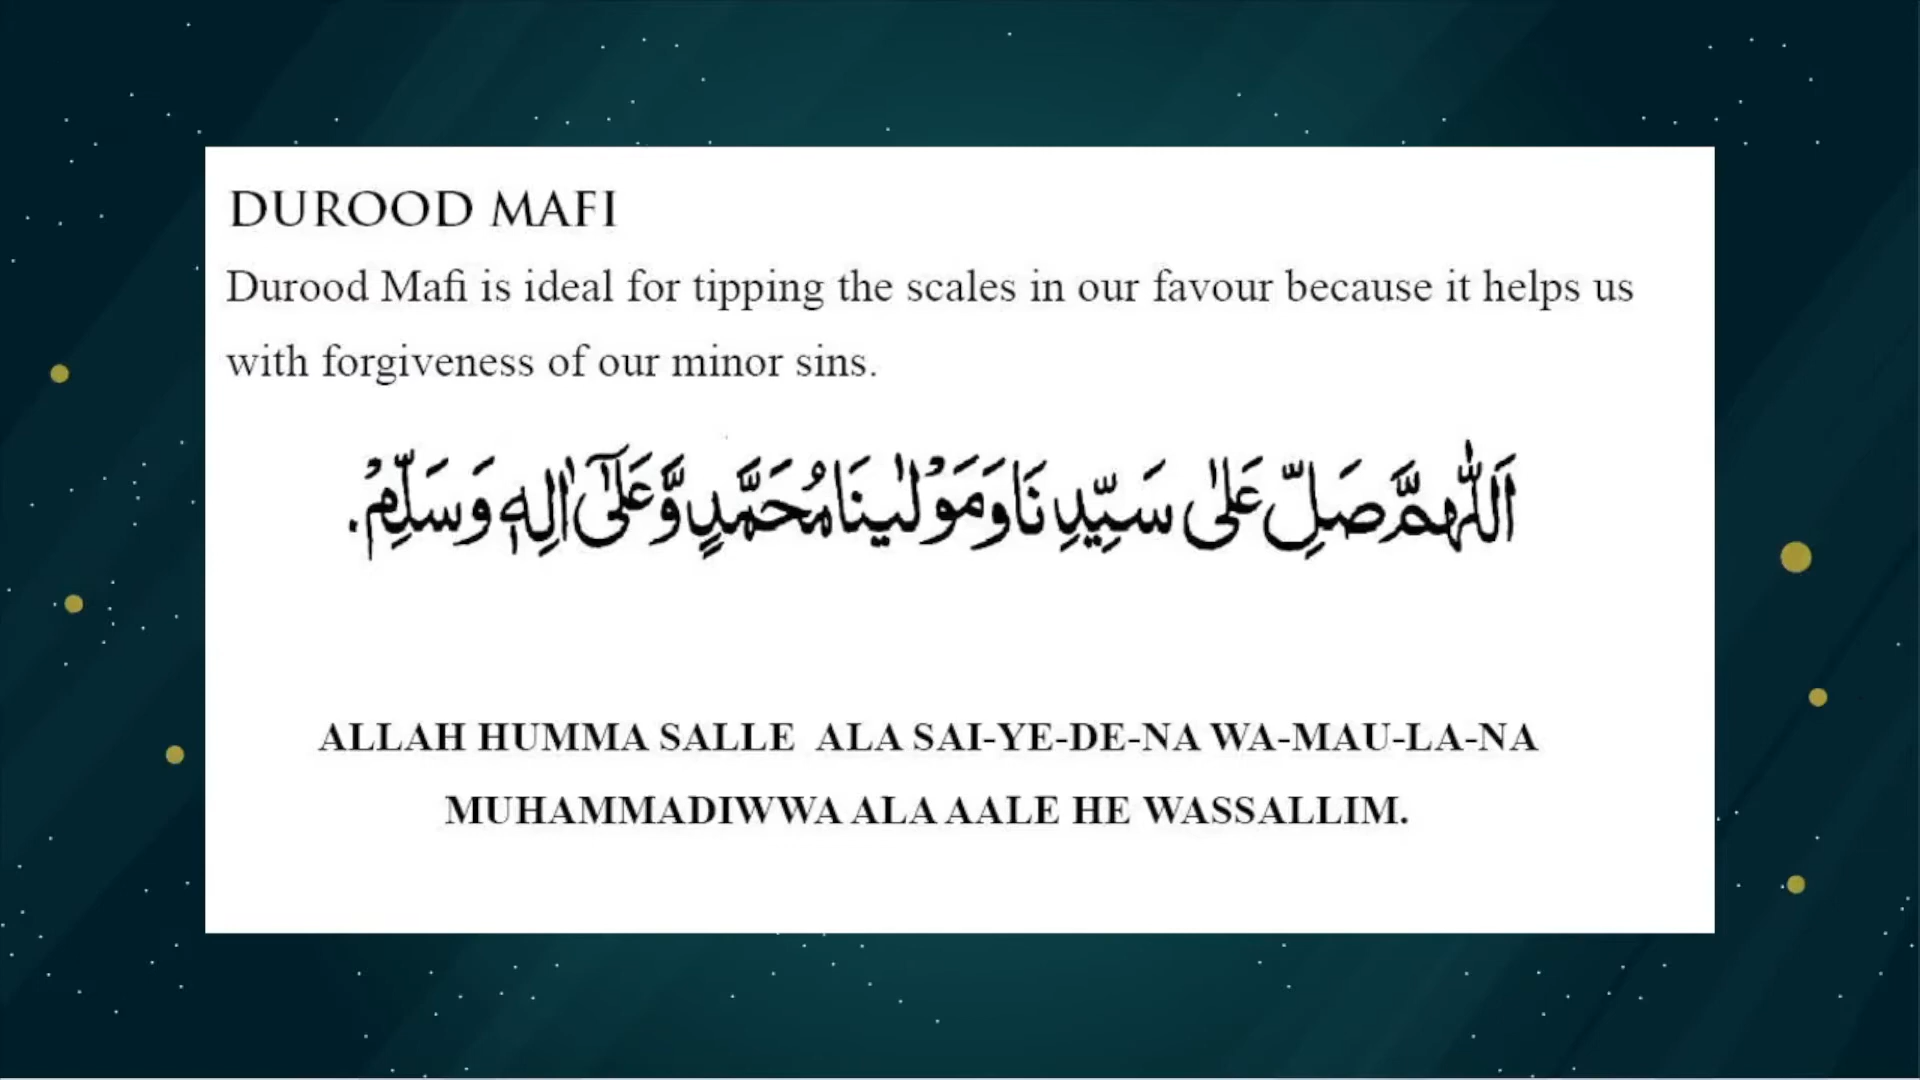 DUROOD MAFI
Durood Mafi is ideal for tipping the scales in our favour because it helps us
with forgiveness of our minor sins.
اَللّٰهُمَّ صَلِّ عَلٰى سَيِّدِنَا وَمَوْلٰينَا مُحَمَّدٍ وَّعَلٰٓى اٰلِهٖ وَسَلِّمْ.
ALLAH HUMMA SALLE ALA SAI-YE-DE-NA WA-MAU-LA-NA
MUHAMMADIWWA ALA AALE HE WASSALLIM.